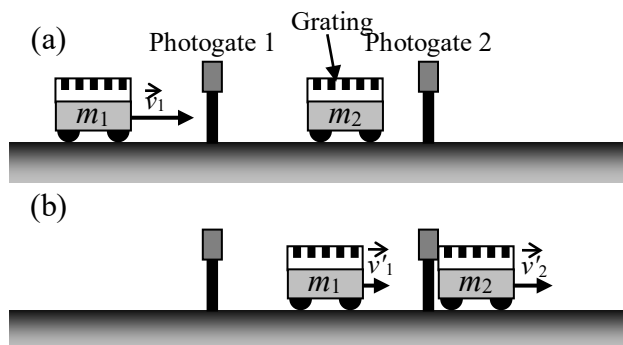 Grating
(a)
Photogate 1
Photogate 2
m₁
v⃗₁
m₂
(b)
m₁
v⃗'₁
m₂
v⃗'₂